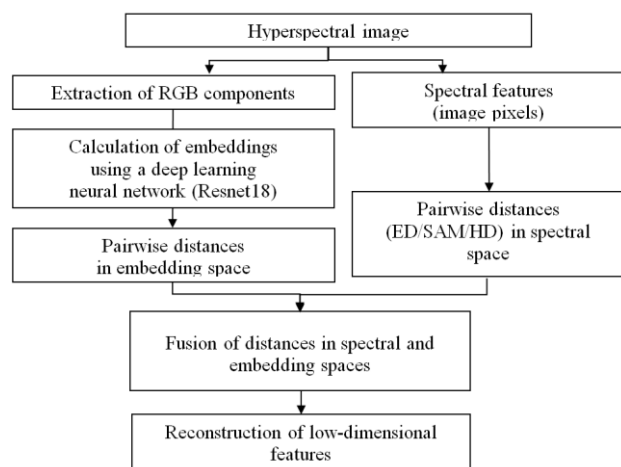 Hyperspectral image
Extraction of RGB components
Spectral features
(image pixels)
Calculation of embeddings
using a deep learning
neural network (Resnet18)
Pairwise distances
(ED/SAM/HD) in spectral
space
Pairwise distances
in embedding space
Fusion of distances in spectral and
embedding spaces
Reconstruction of low-dimensional
features